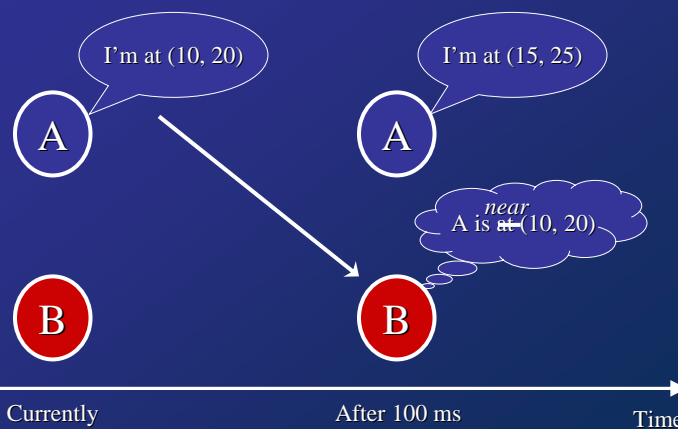 I'm at (10, 20)
I'm at (15, 25)
A
A
near
A is at (10, 20)
B
B
Currently
After 100 ms
Time